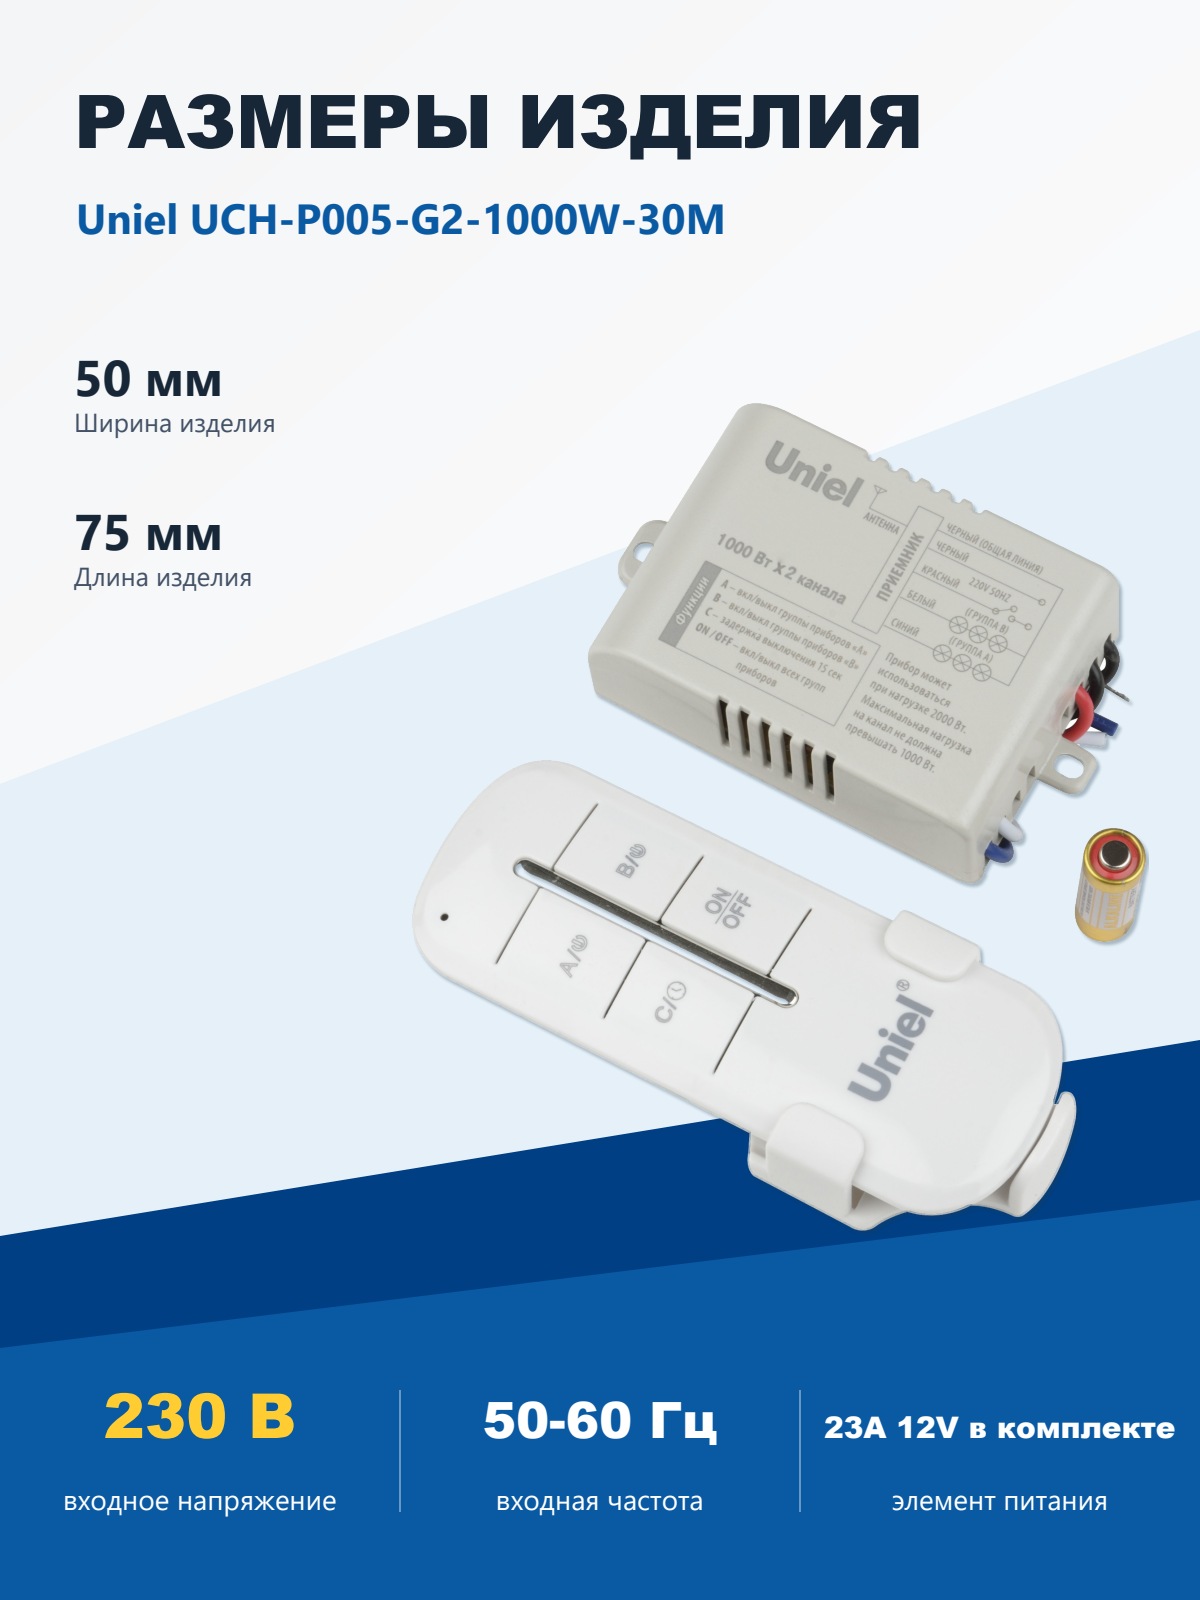 РАЗМЕРЫ ИЗДЕЛИЯ
Uniel UCH-P005-G2-1000W-30M
50 мм
Ширина изделия
75 мм
Длина изделия
Uniel
АНТЕННА
1000 Вт X 2 канала
ПРИЕМНИК
ЧЕРНЫЙ (ОБЩАЯ ЛИНИЯ)
ЧЕРНЫЙ
КРАСНЫЙ 220V 50HZ
БЕЛЫЙ (ГРУППА В)
СИНИЙ (ГРУППА А)
Функции
A – вкл/выкл группы приборов «А»
B – вкл/выкл группы приборов «В»
C – задержка выключения 15 сек
ON / OFF – вкл/выкл всех групп
приборов
Прибор может
использоваться
при нагрузке 2000 Вт.
Максимальная нагрузка
на канал не должна
превышать 1000 Вт.
B/
ON
OFF
A/
C/
Uniel®
230 В
входное напряжение
50-60 Гц
входная частота
23A 12V в комплекте
элемент питания